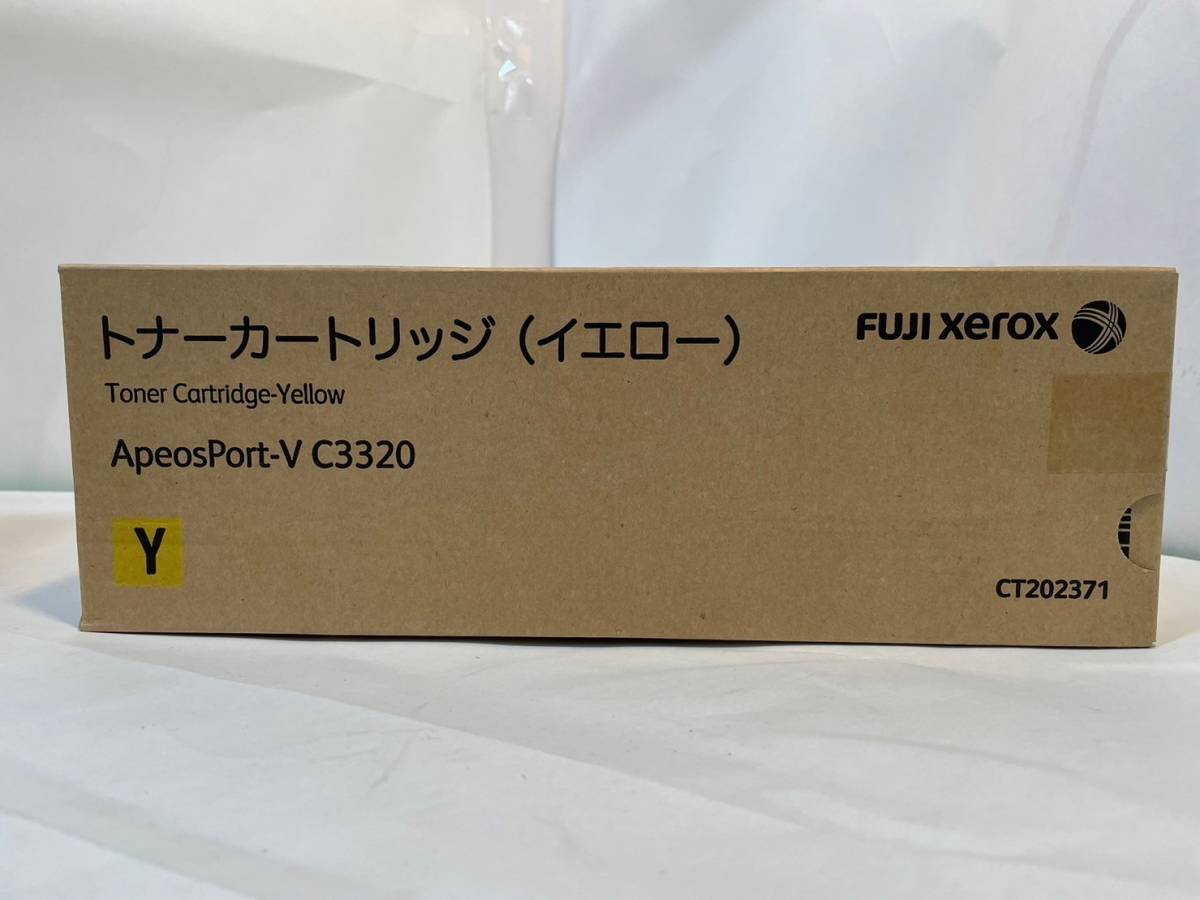 トナーカートリッジ（イエロー）
FUJI xerox
Toner Cartridge-Yellow
ApeosPort-V C3320
Y
CT202371